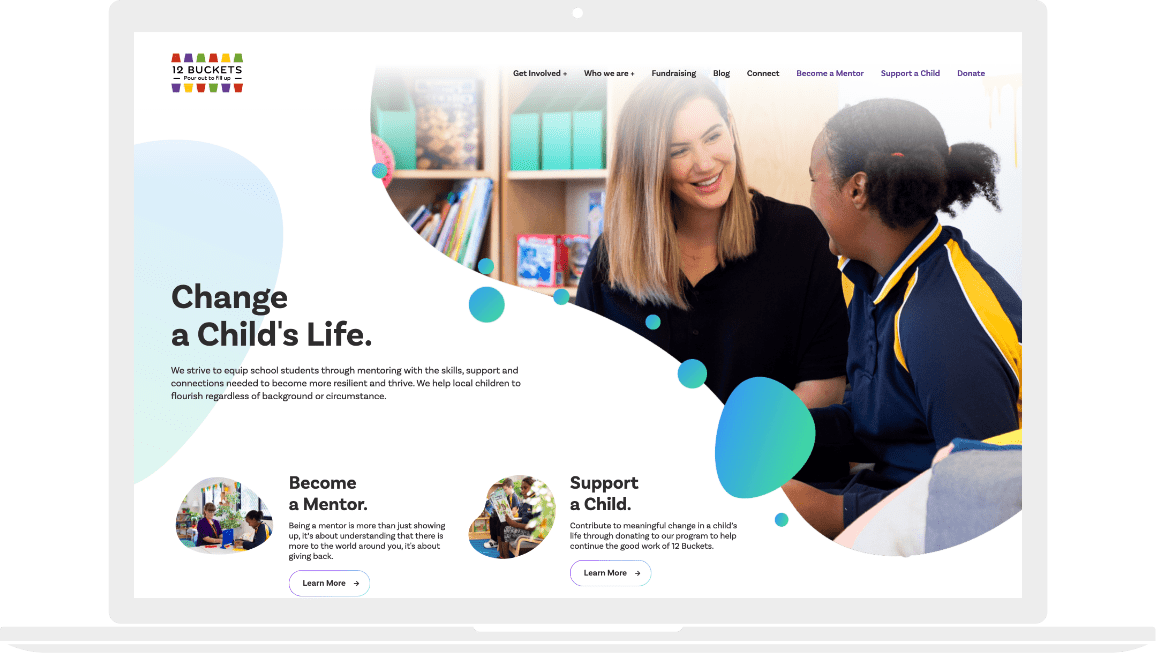 12 BUCKETS
Pour out to fill up
Get Involved +
Who we are +
Fundraising
Blog
Connect
Become a Mentor
Support a Child
Donate
Change
a Child's Life.
We strive to equip school students through mentoring with the skills, support and
connections needed to become more resilient and thrive. We help local children to
flourish regardless of background or circumstance.
Become
a Mentor.
Being a mentor is more than just showing
up, it's about understanding that there is
more to the world around you, it's about
giving back.
Learn More →
Support
a Child.
Contribute to meaningful change in a child's
life through donating to our program to help
continue the good work of 12 Buckets.
Learn More →